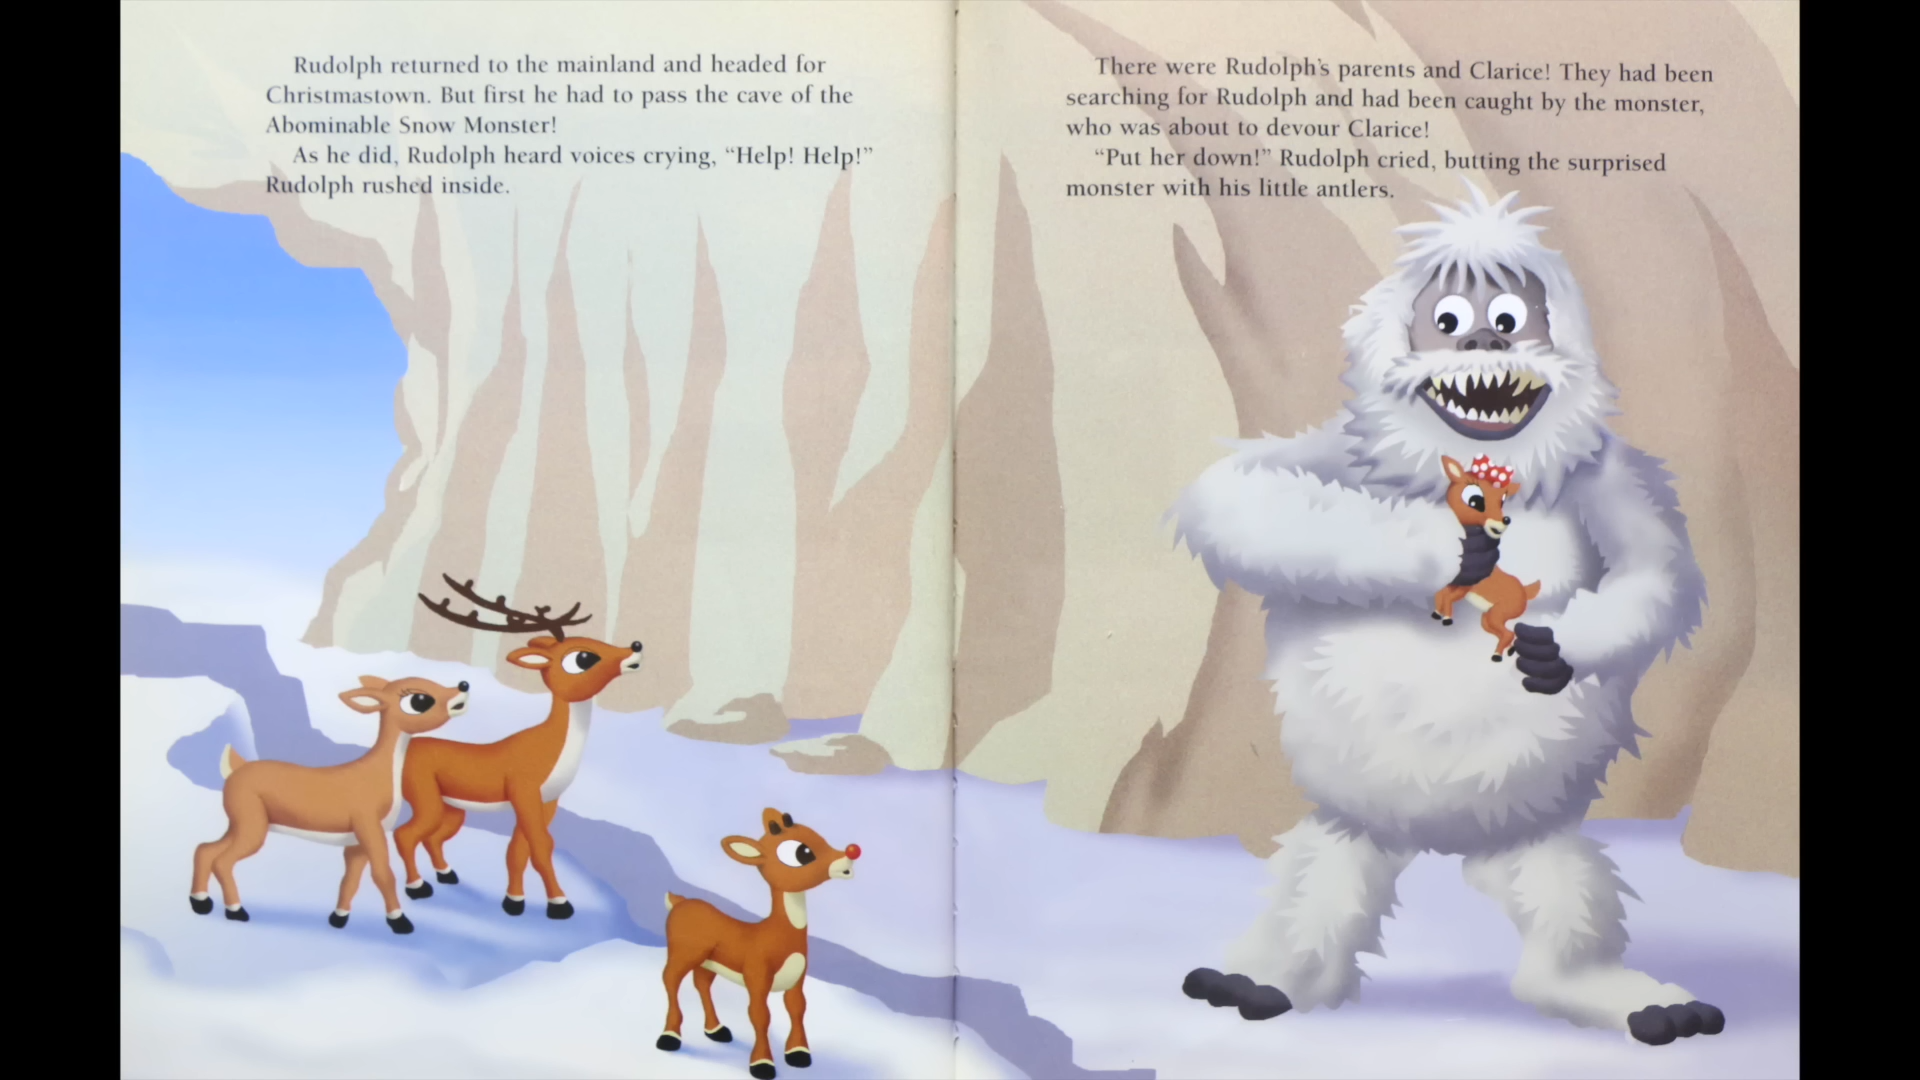 Rudolph returned to the mainland and headed for
Christmastown. But first he had to pass the cave of the
Abominable Snow Monster!
As he did, Rudolph heard voices crying, “Help! Help!”
Rudolph rushed inside.
There were Rudolph's parents and Clarice! They had been
searching for Rudolph and had been caught by the monster,
who was about to devour Clarice!
“Put her down!” Rudolph cried, butting the surprised
monster with his little antlers.